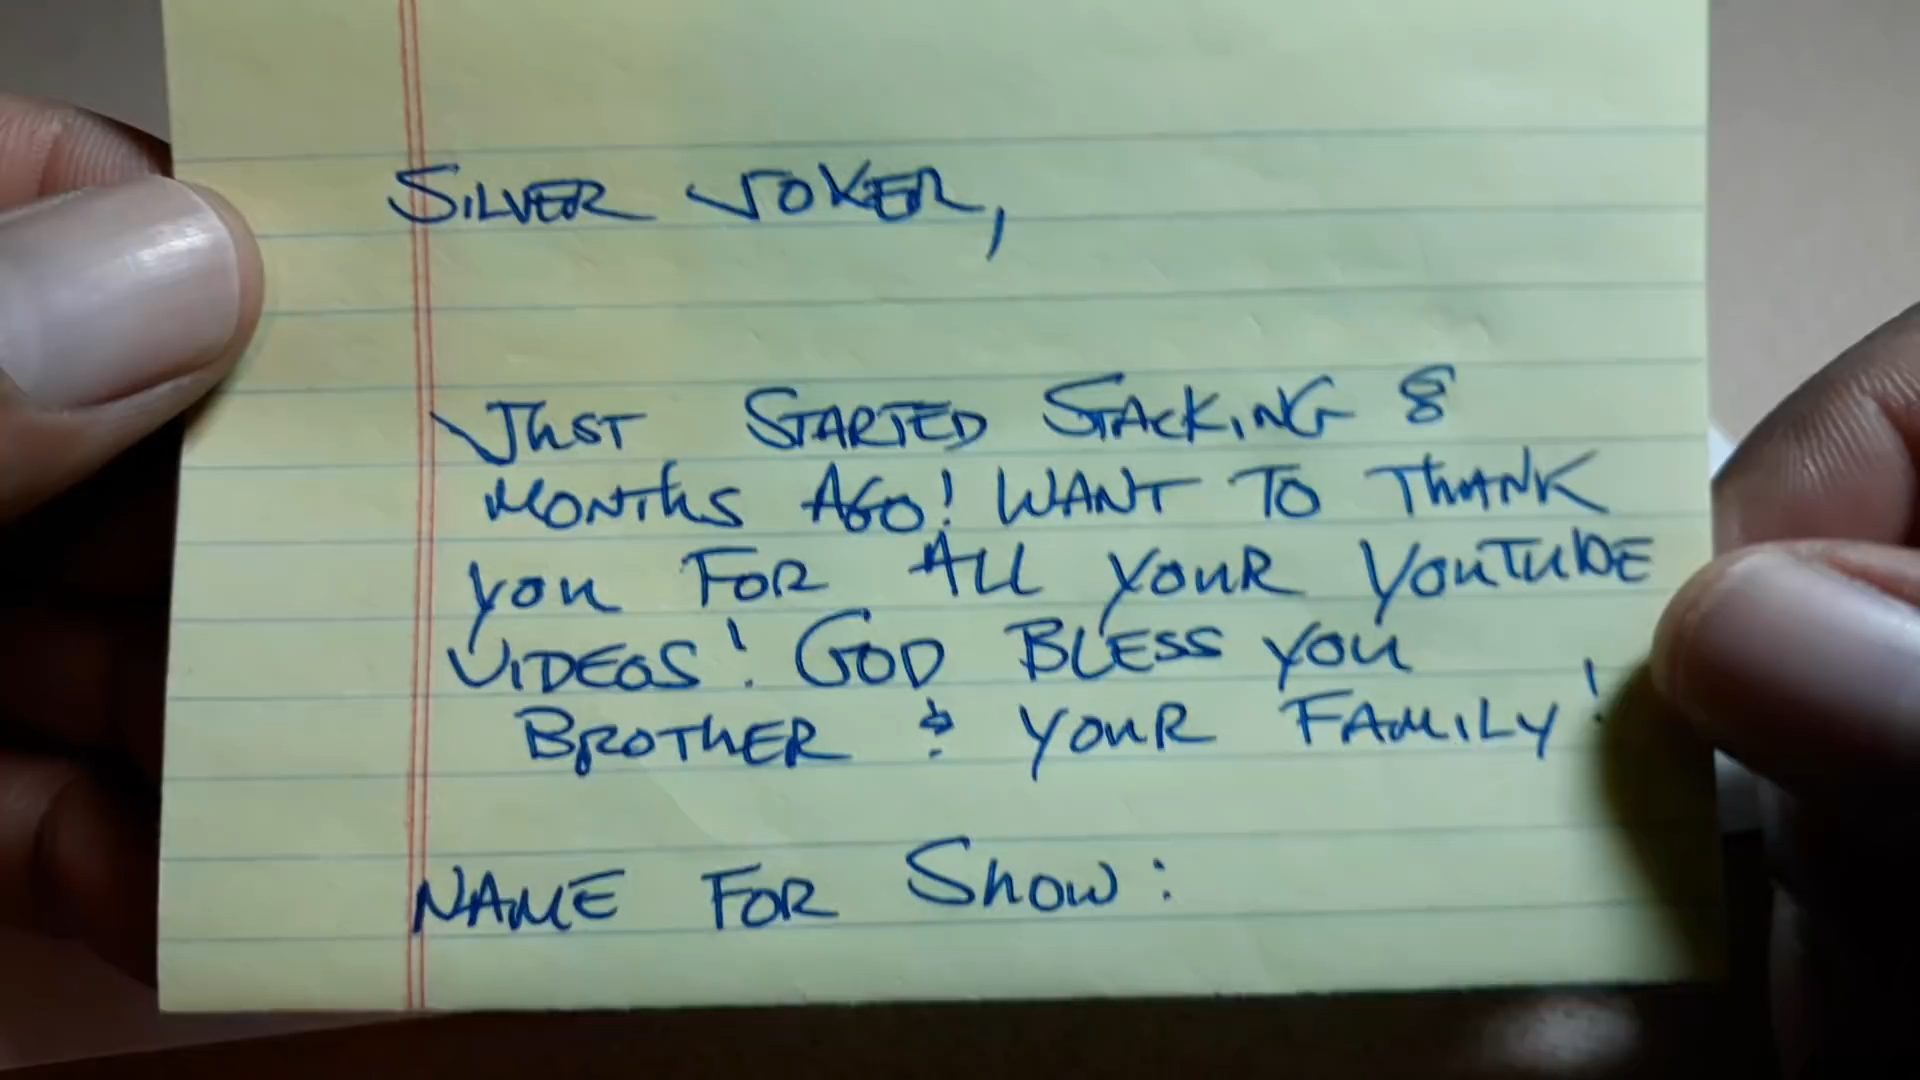 SILVER JOKER,
JUST STARTED STACKING 8
MONTHS AGO! WANT TO THANK
YOU FOR ALL YOUR YOUTUBE
VIDEOS! GOD BLESS YOU
BROTHER & YOUR FAMILY!
NAME FOR SHOW: